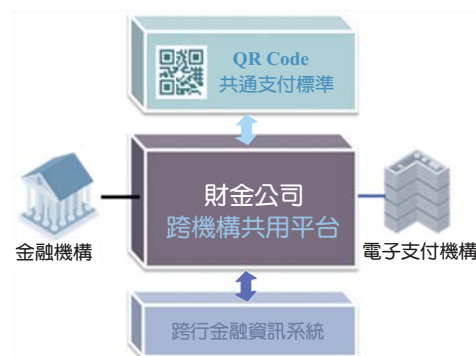 QR Code
共通支付標準
財金公司
跨機構共用平台
金融機構
電子支付機構
跨行金融資訊系統